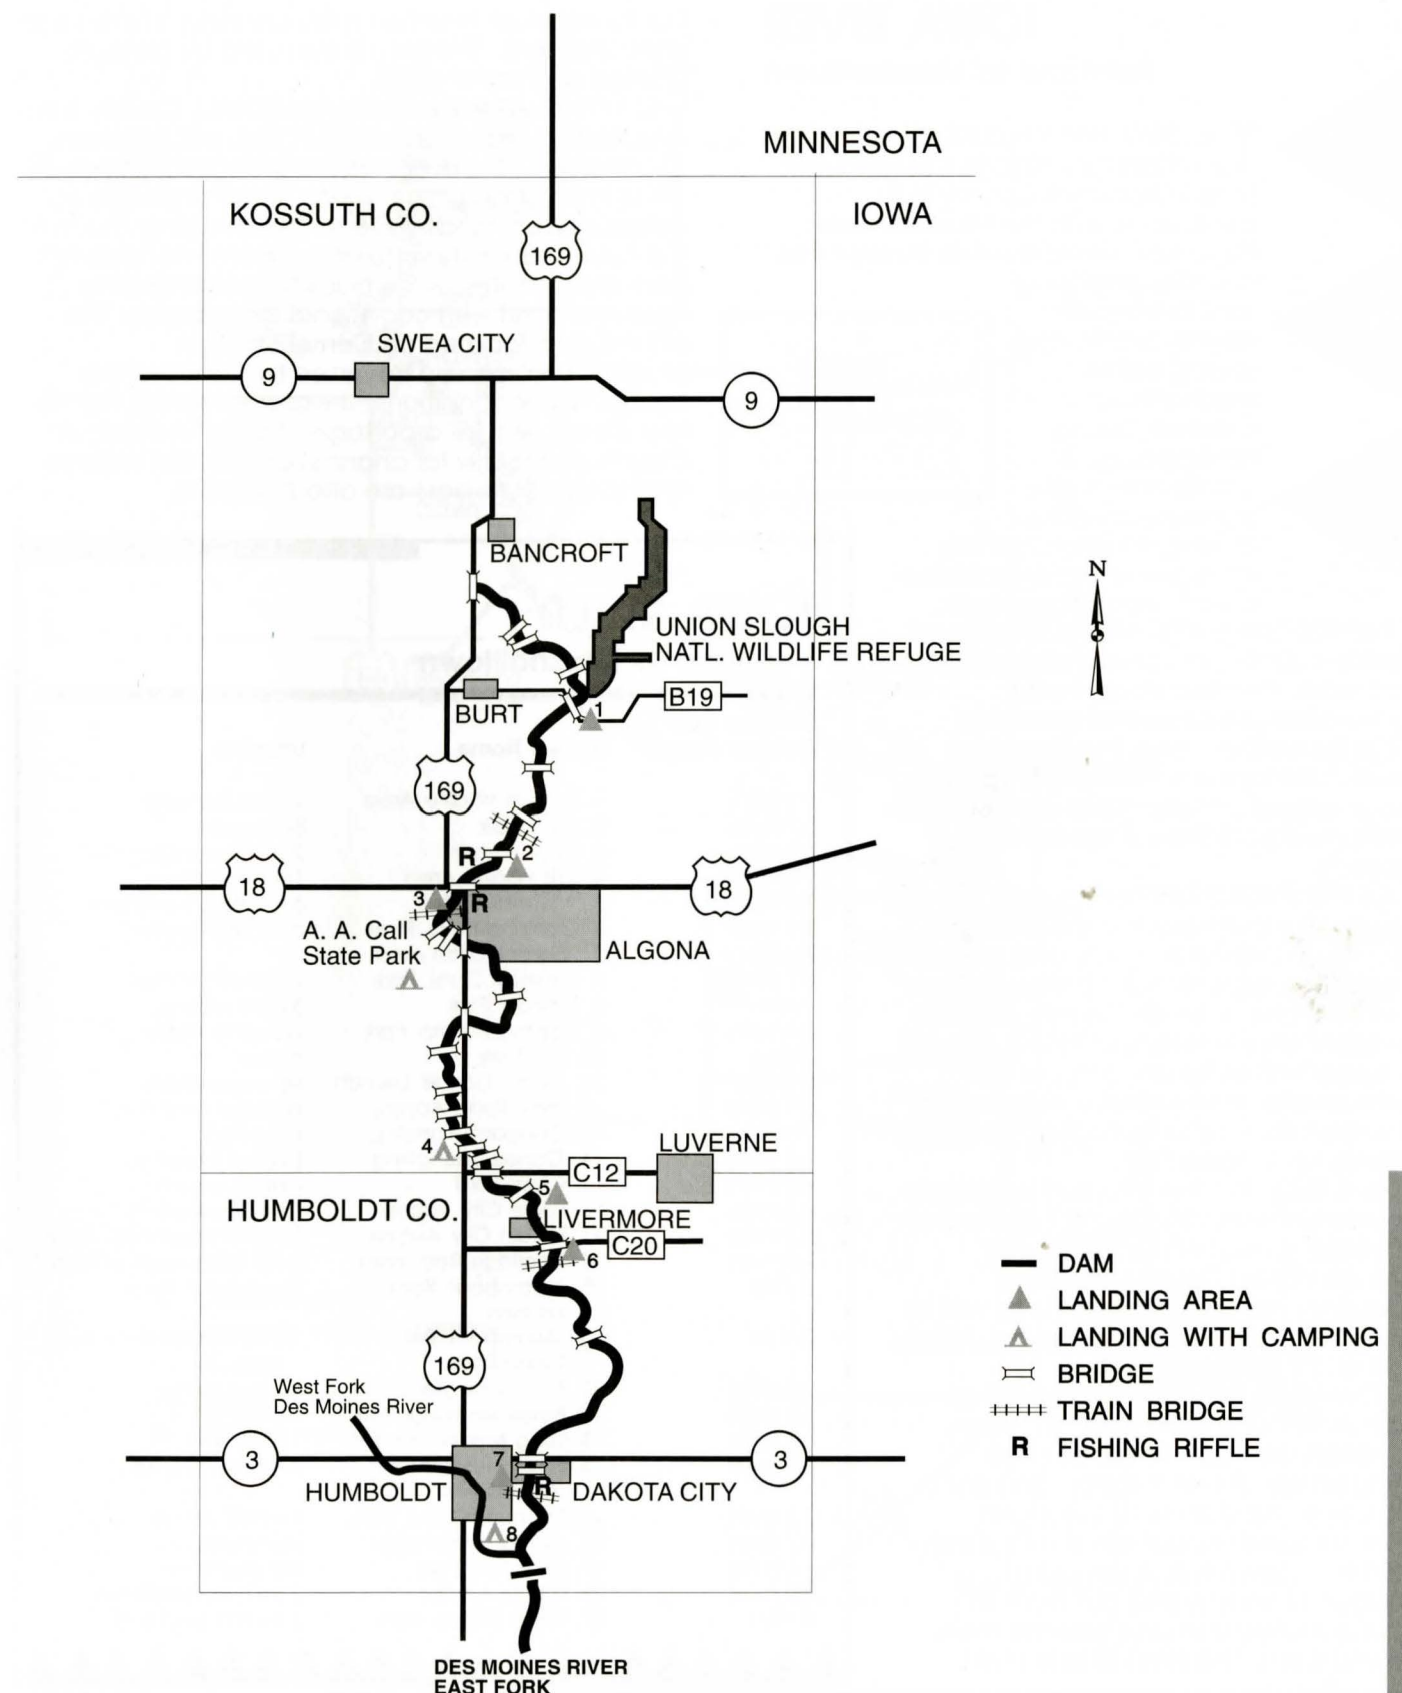 MINNESOTA
KOSSUTH CO.
IOWA
169
SWEA CITY
9
9
BANCROFT
N
UNION SLOUGH
NATL. WILDLIFE REFUGE
B19
BURT
1
169
R
2
18
18
3
R
A. A. Call
State Park
ALGONA
4
LUVERNE
C12
5
HUMBOLDT CO.
LIVERMORE
C20
6
DAM
LANDING AREA
LANDING WITH CAMPING
BRIDGE
TRAIN BRIDGE
R FISHING RIFFLE
169
West Fork
Des Moines River
3
7
3
R
HUMBOLDT
DAKOTA CITY
8
DES MOINES RIVER
EAST FORK